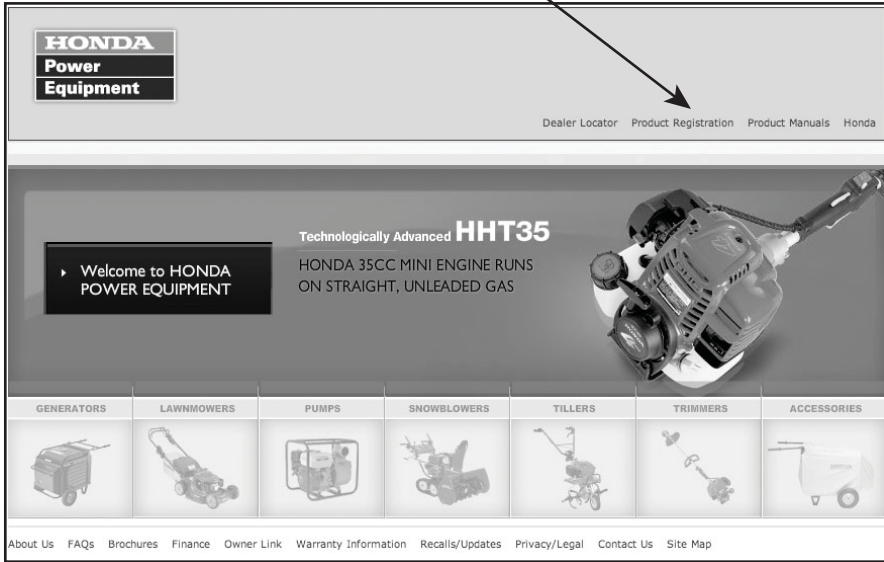 HONDA
Power
Equipment
Dealer Locator Product Registration Product Manuals Honda
Technologically Advanced HHT35
HONDA 35CC MINI ENGINE RUNS
ON STRAIGHT, UNLEADED GAS
Welcome to HONDA
POWER EQUIPMENT
GENERATORS LAWNMOWERS PUMPS SNOWBLOWERS TILLERS TRIMMERS ACCESSORIES
About Us FAQs Brochures Finance Owner Link Warranty Information Recalls/Updates Privacy/Legal Contact Us Site Map